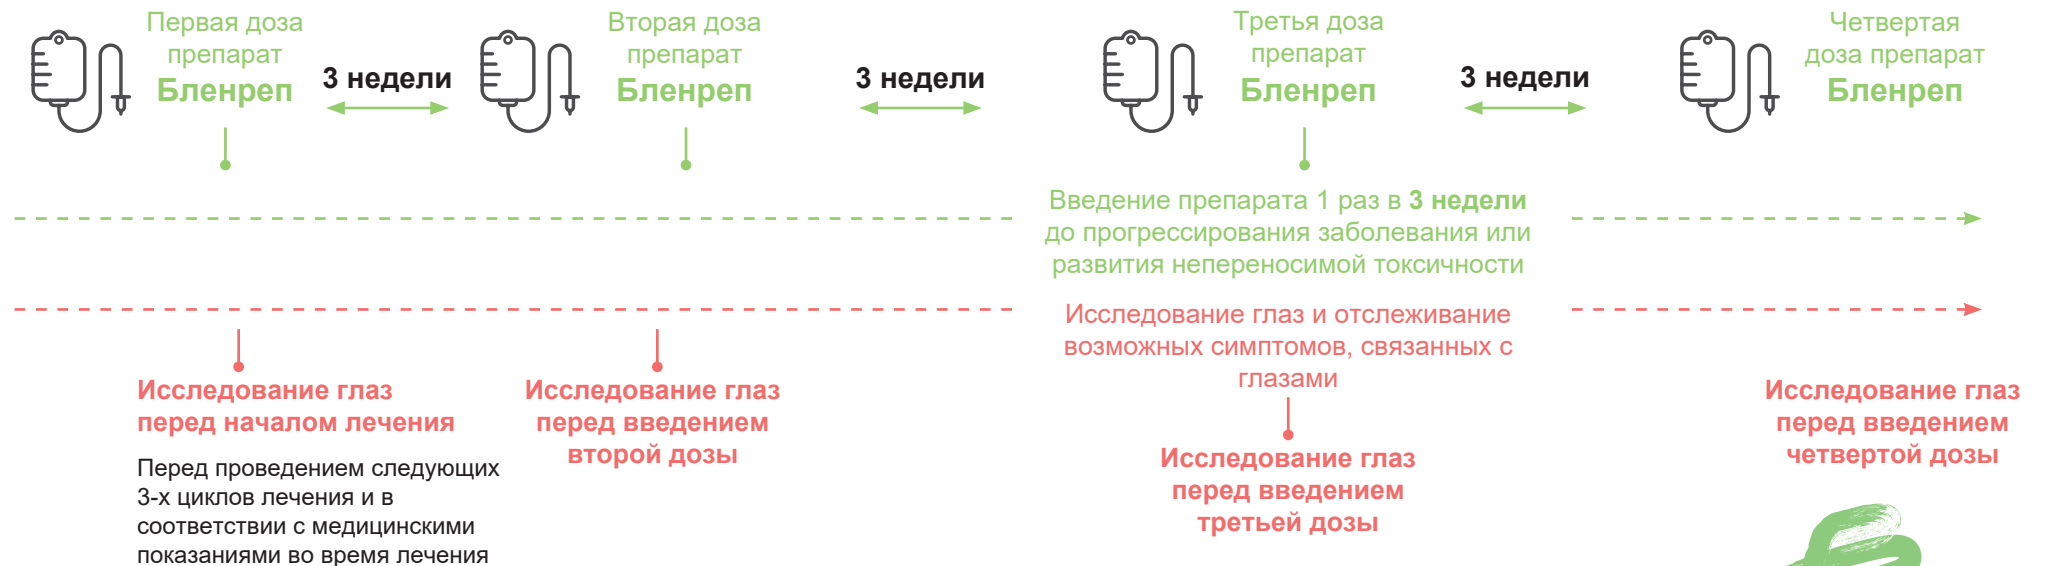 Первая доза
препарат
Бленреп
3 недели
Вторая доза
препарат
Бленреп
3 недели
Третья доза
препарат
Бленреп
3 недели
Четвертая
доза препарат
Бленреп
Введение препарата 1 раз в 3 недели
до прогрессирования заболевания или
развития непереносимой токсичности
Исследование глаз и отслеживание
возможных симптомов, связанных с
глазами
Исследование глаз
перед началом лечения
Перед проведением следующих
3-х циклов лечения и в
соответствии с медицинскими
показаниями во время лечения
Исследование глаз
перед введением
второй дозы
Исследование глаз
перед введением
третьей дозы
Исследование глаз
перед введением
четвертой дозы